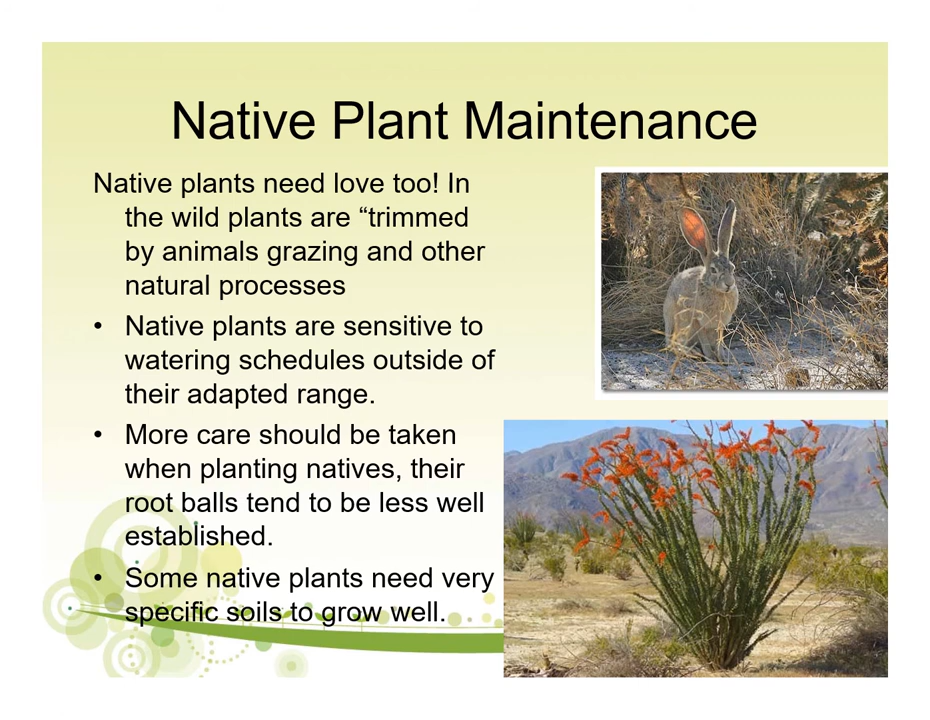 Native Plant Maintenance
Native plants need love too! In
the wild plants are “trimmed
by animals grazing and other
natural processes
• Native plants are sensitive to
watering schedules outside of
their adapted range.
• More care should be taken
when planting natives, their
root balls tend to be less well
established.
• Some native plants need very
specific soils to grow well.